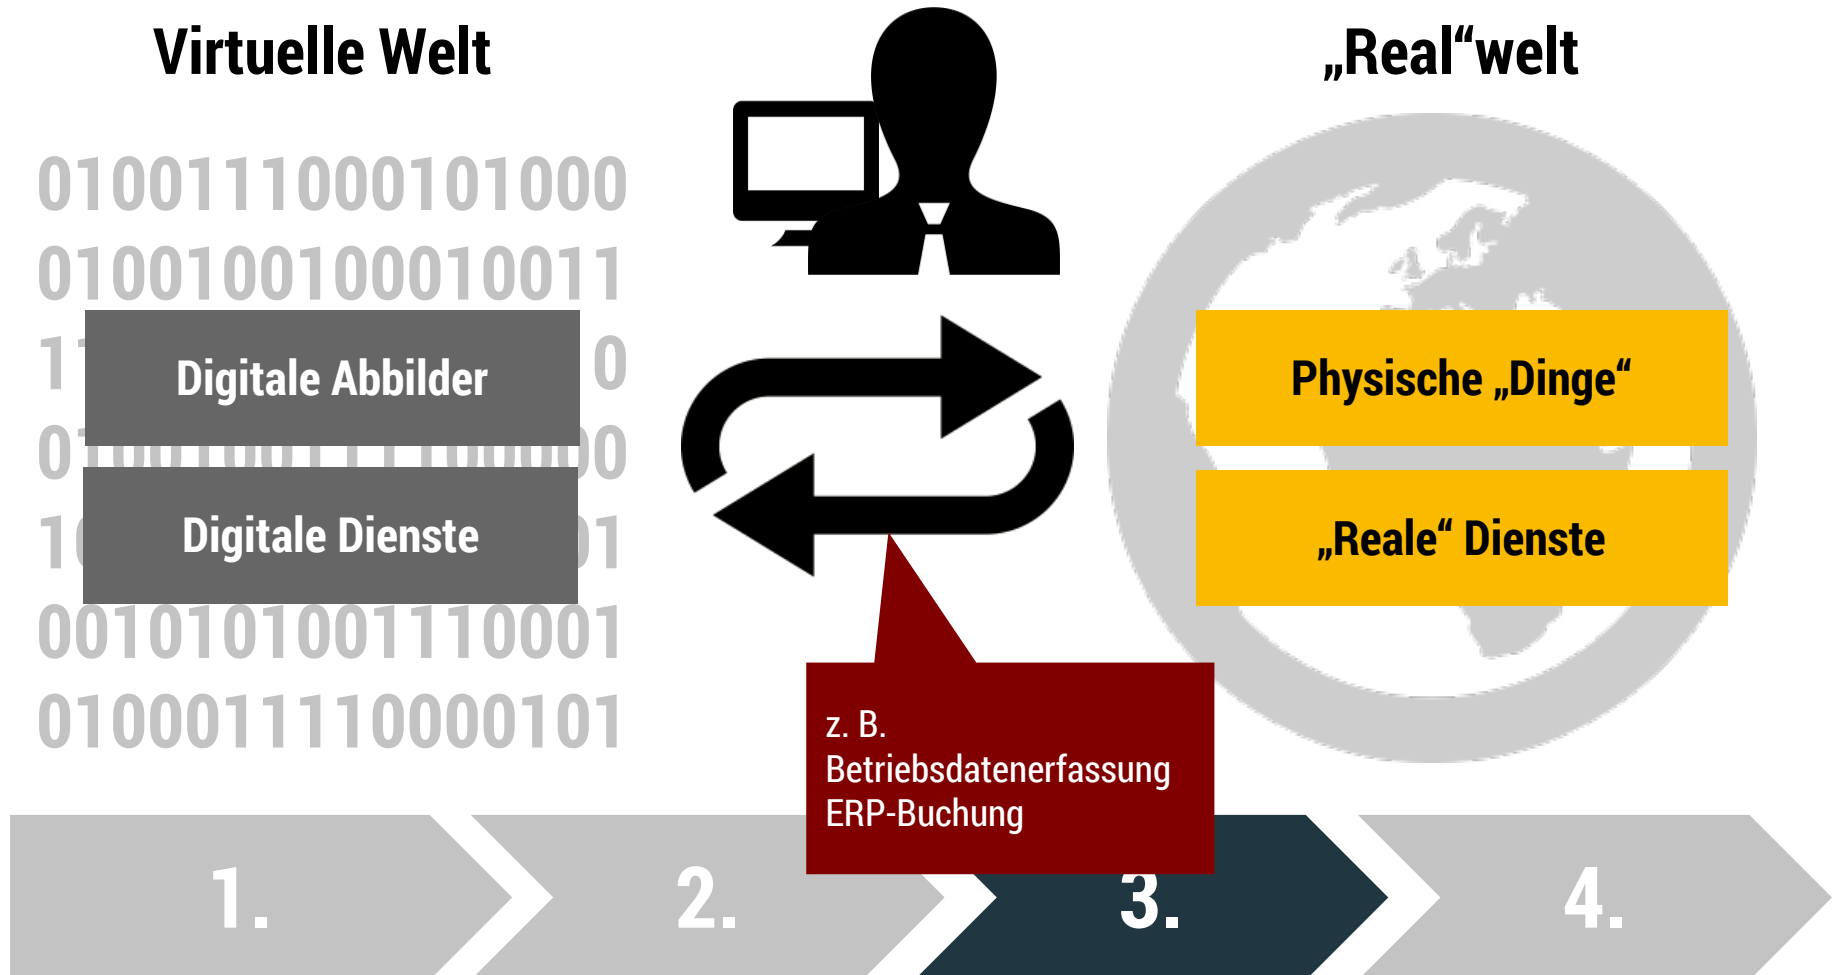 Virtuelle Welt
„Real“welt
0100111000101000
0100100100010011
Digitale Abbilder
Physische „Dinge“
Digitale Dienste
„Reale“ Dienste
0010101001110001
0100011110000101
z. B.
Betriebsdatenerfassung
ERP-Buchung
1.
2.
3.
4.